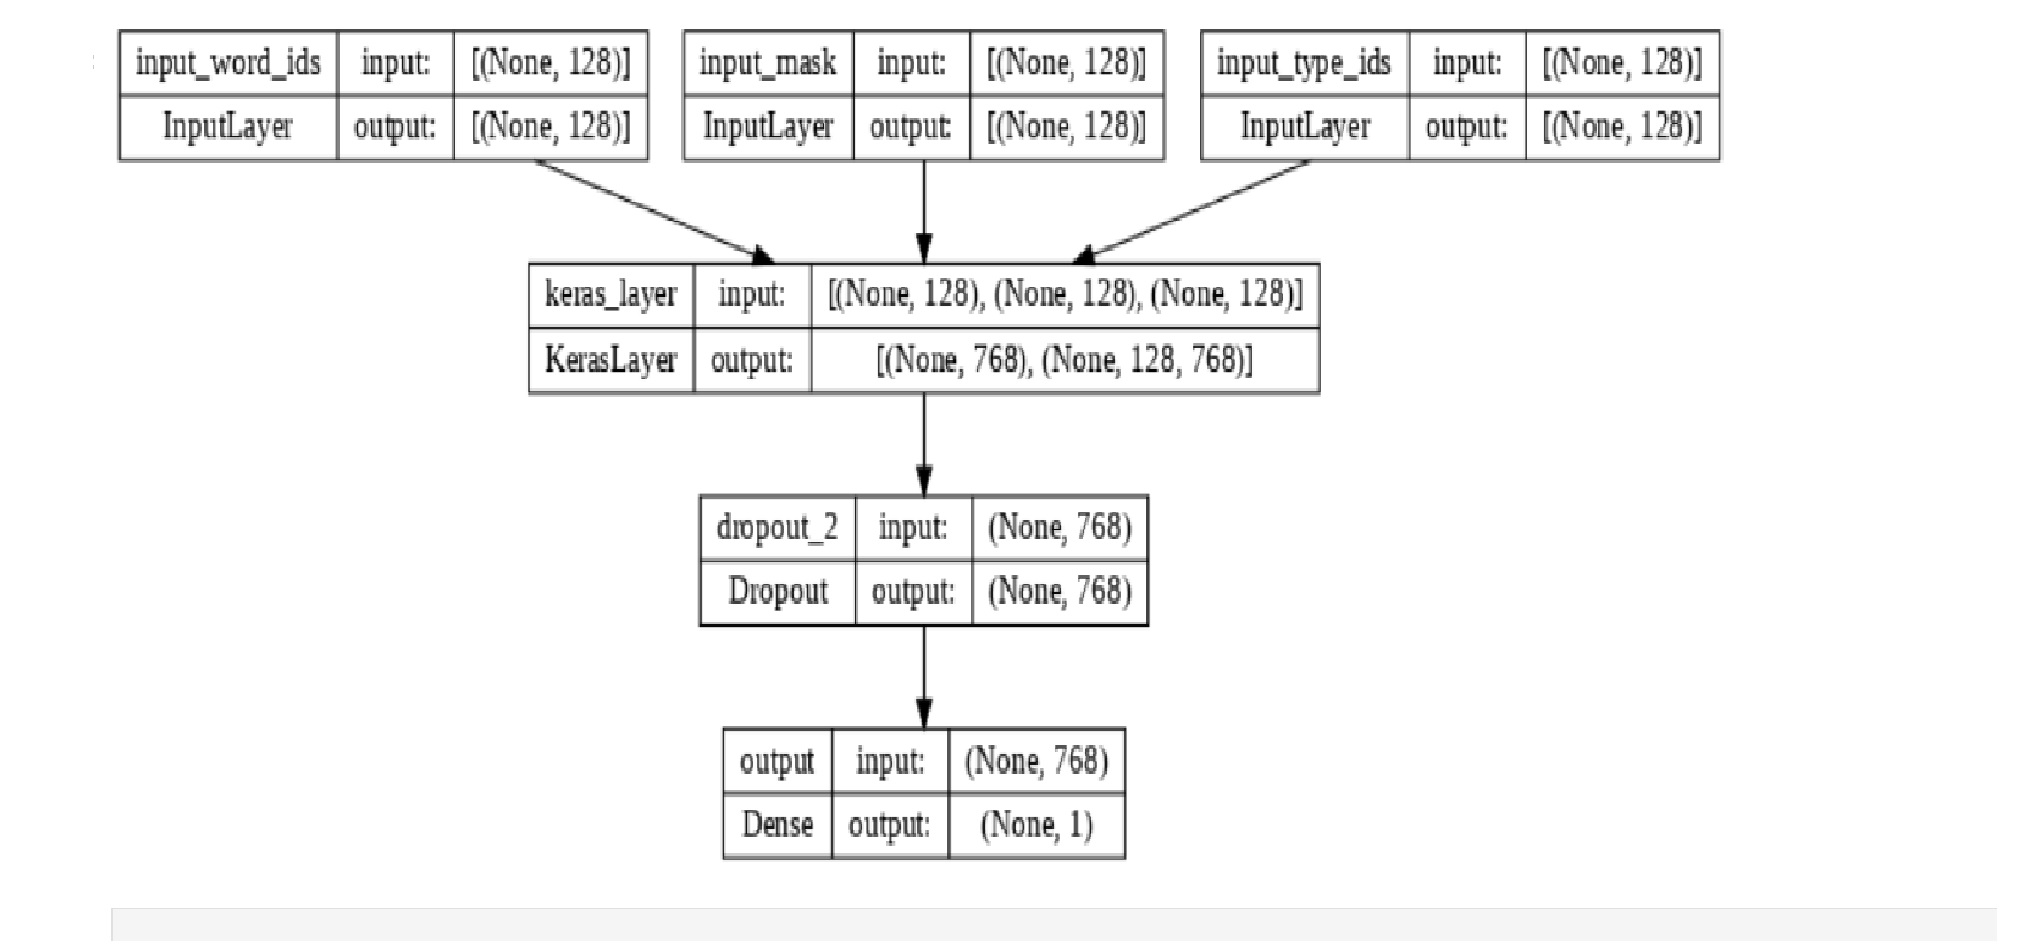 input_word_ids input: [(None, 128)]
InputLayer output: [(None, 128)]
input_mask input: [(None, 128)]
InputLayer output: [(None, 128)]
input_type_ids input: [(None, 128)]
InputLayer output: [(None, 128)]
keras_layer input: [(None, 128), (None, 128), (None, 128)]
KerasLayer output: [(None, 768), (None, 128, 768)]
dropout_2 input: (None, 768)
Dropout output: (None, 768)
output input: (None, 768)
Dense output: (None, 1)